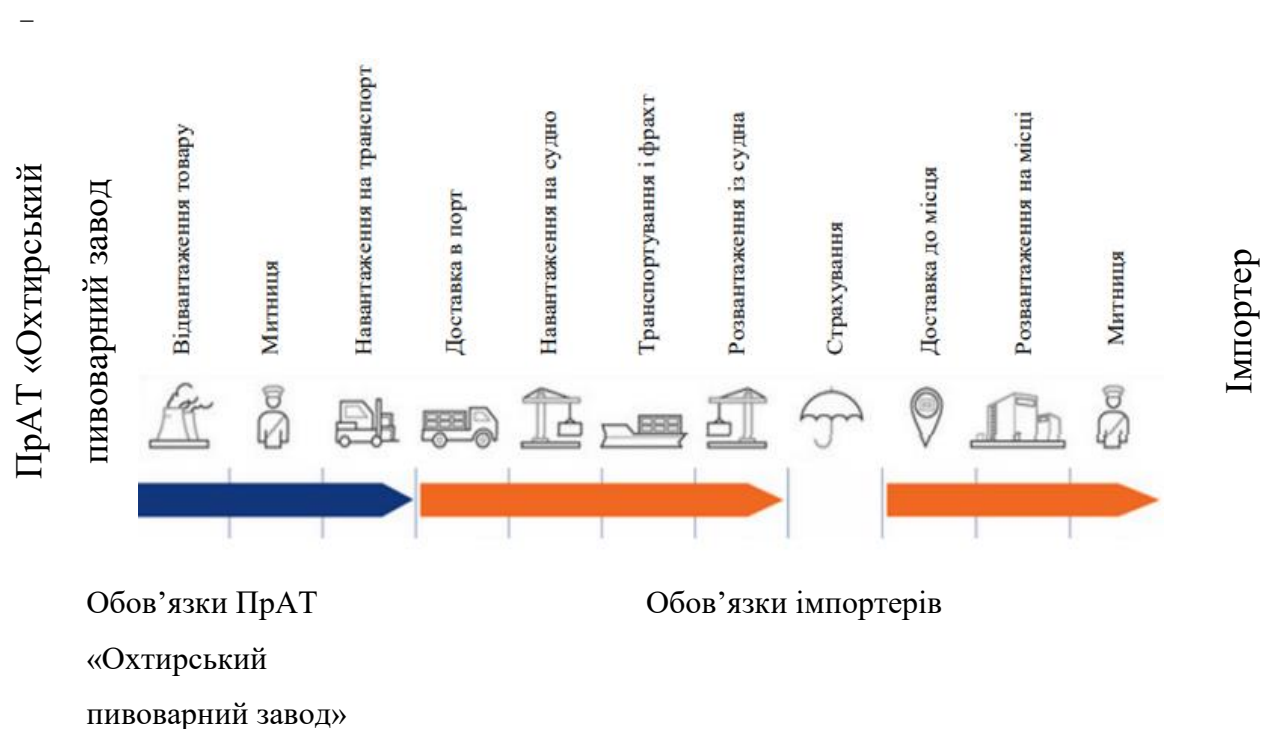 –
ПрАТ «Охтирський
пивоварний завод
Відвантаження товару
Митниця
Навантаження на транспорт
Доставка в порт
Навантаження на судно
Транспортування і фрахт
Розвантаження із судна
Страхування
Доставка до місця
Розвантаження на місці
Митниця
Імпортер
Обов’язки ПрАТ
«Охтирський
пивоварний завод»
Обов’язки імпортерів